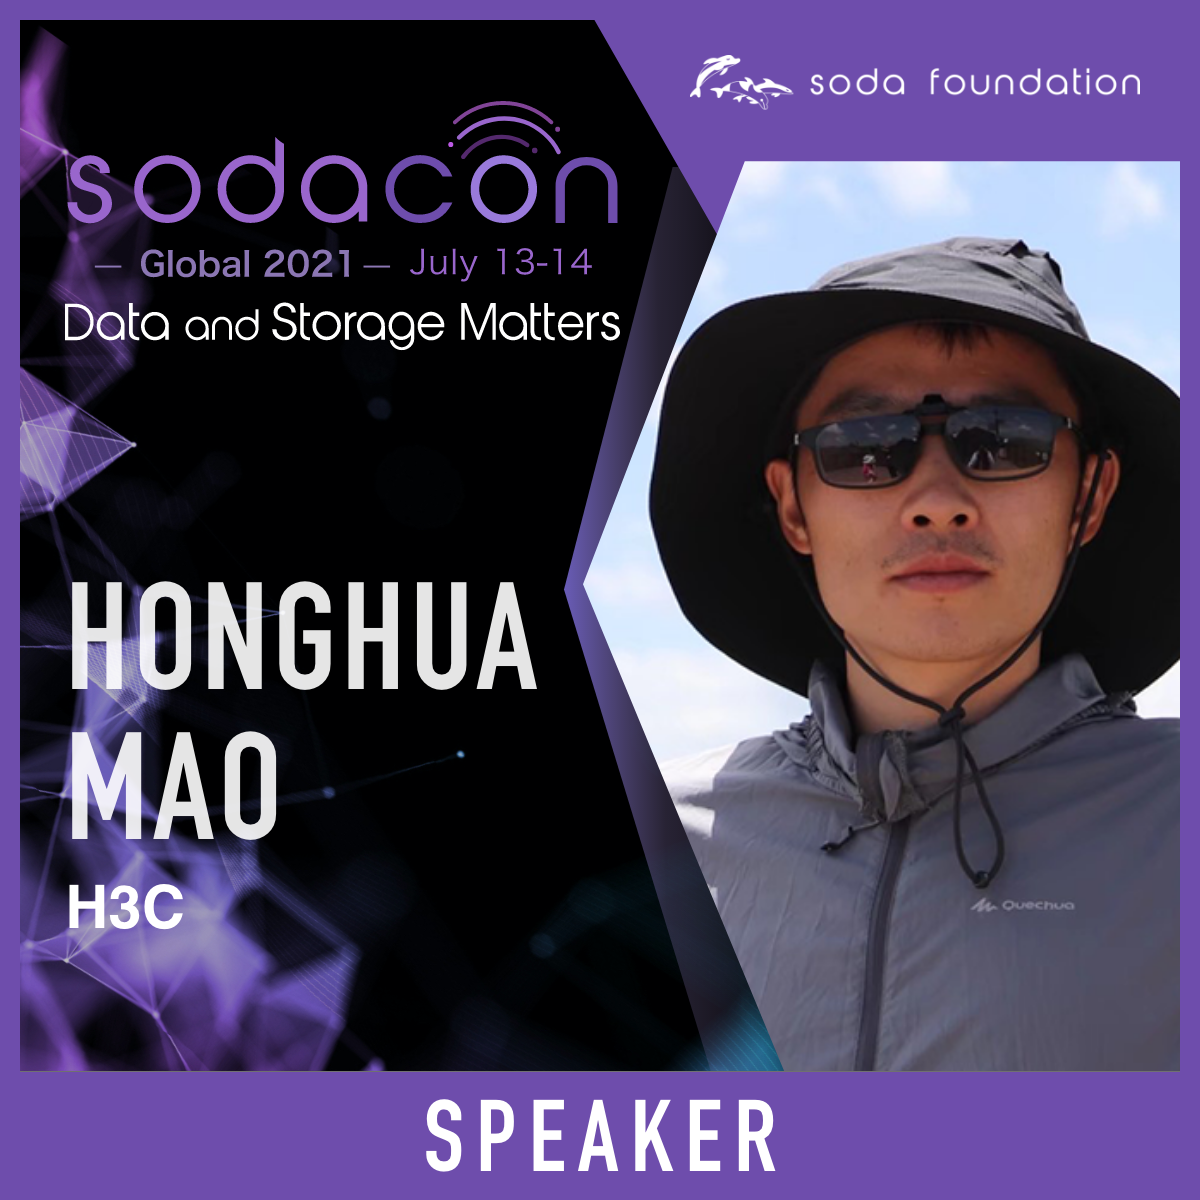 soda foundation
sodacon
— Global 2021 — July 13-14
Data and Storage Matters
HONGHUA
MAO
H3C
Quechua
SPEAKER